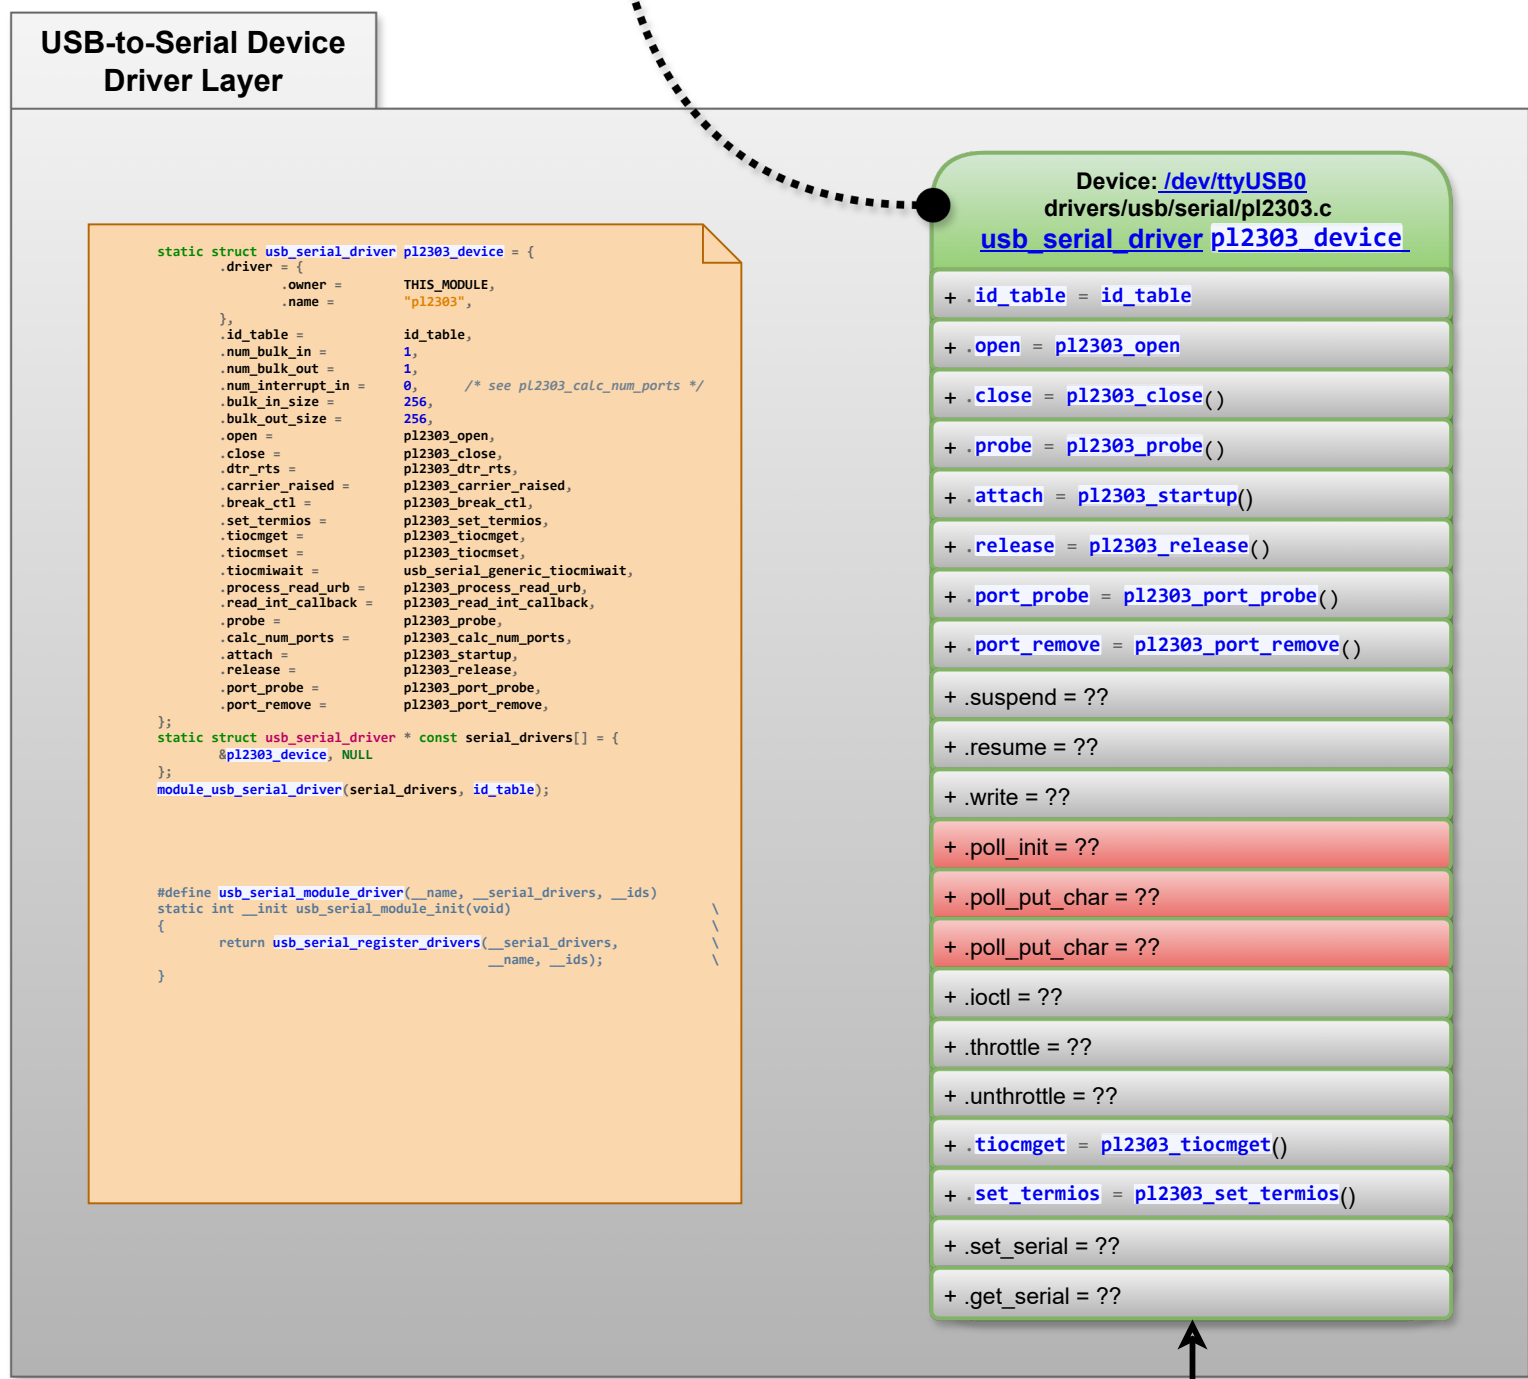 USB-to-Serial Device
Driver Layer
static struct usb_serial_driver pl2303_device = {
.driver = {
.owner = THIS_MODULE,
.name = "pl2303",
},
.id_table = id_table,
.num_bulk_in = 1,
.num_bulk_out = 1,
.num_interrupt_in = 0, /* see pl2303_calc_num_ports */
.bulk_in_size = 256,
.bulk_out_size = 256,
.open = pl2303_open,
.close = pl2303_close,
.dtr_rts = pl2303_dtr_rts,
.carrier_raised = pl2303_carrier_raised,
.break_ctl = pl2303_break_ctl,
.set_termios = pl2303_set_termios,
.tiocmget = pl2303_tiocmget,
.tiocmset = pl2303_tiocmset,
.tiocmiwait = usb_serial_generic_tiocmiwait,
.process_read_urb = pl2303_process_read_urb,
.read_int_callback = pl2303_read_int_callback,
.probe = pl2303_probe,
.calc_num_ports = pl2303_calc_num_ports,
.attach = pl2303_startup,
.release = pl2303_release,
.port_probe = pl2303_port_probe,
.port_remove = pl2303_port_remove,
};
static struct usb_serial_driver * const serial_drivers[] = {
&pl2303_device, NULL
};
module_usb_serial_driver(serial_drivers, id_table);
#define usb_serial_module_driver(__name, __serial_drivers, __ids)
static int __init usb_serial_module_init(void) \
{ \
return usb_serial_register_drivers(__serial_drivers, \
__name, __ids); \
}
Device: /dev/ttyUSB0
drivers/usb/serial/pl2303.c
usb_serial_driver pl2303_device
+ .id_table = id_table
+ .open = pl2303_open
+ .close = pl2303_close()
+ .probe = pl2303_probe()
+ .attach = pl2303_startup()
+ .release = pl2303_release()
+ .port_probe = pl2303_port_probe()
+ .port_remove = pl2303_port_remove()
+ .suspend = ??
+ .resume = ??
+ .write = ??
+ .poll_init = ??
+ .poll_put_char = ??
+ .poll_put_char = ??
+ .ioctl = ??
+ .throttle = ??
+ .unthrottle = ??
+ .tiocmget = pl2303_tiocmget()
+ .set_termios = pl2303_set_termios()
+ .set_serial = ??
+ .get_serial = ??